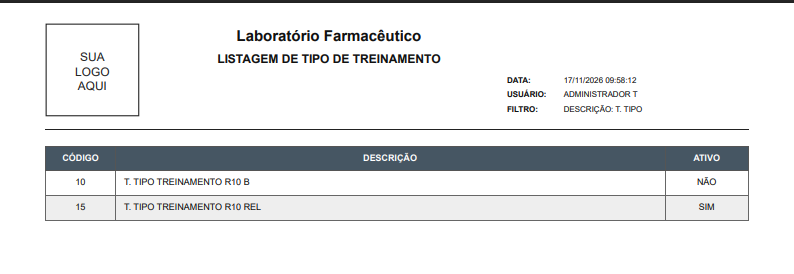 SUA
LOGO
AQUI
Laboratório Farmacêutico
LISTAGEM DE TIPO DE TREINAMENTO
DATA: 17/11/2026 09:58:12
USUÁRIO: ADMINISTRADOR T
FILTRO: DESCRIÇÃO: T. TIPO
CÓDIGO DESCRIÇÃO ATIVO
10 T. TIPO TREINAMENTO R10 B NÃO
15 T. TIPO TREINAMENTO R10 REL SIM